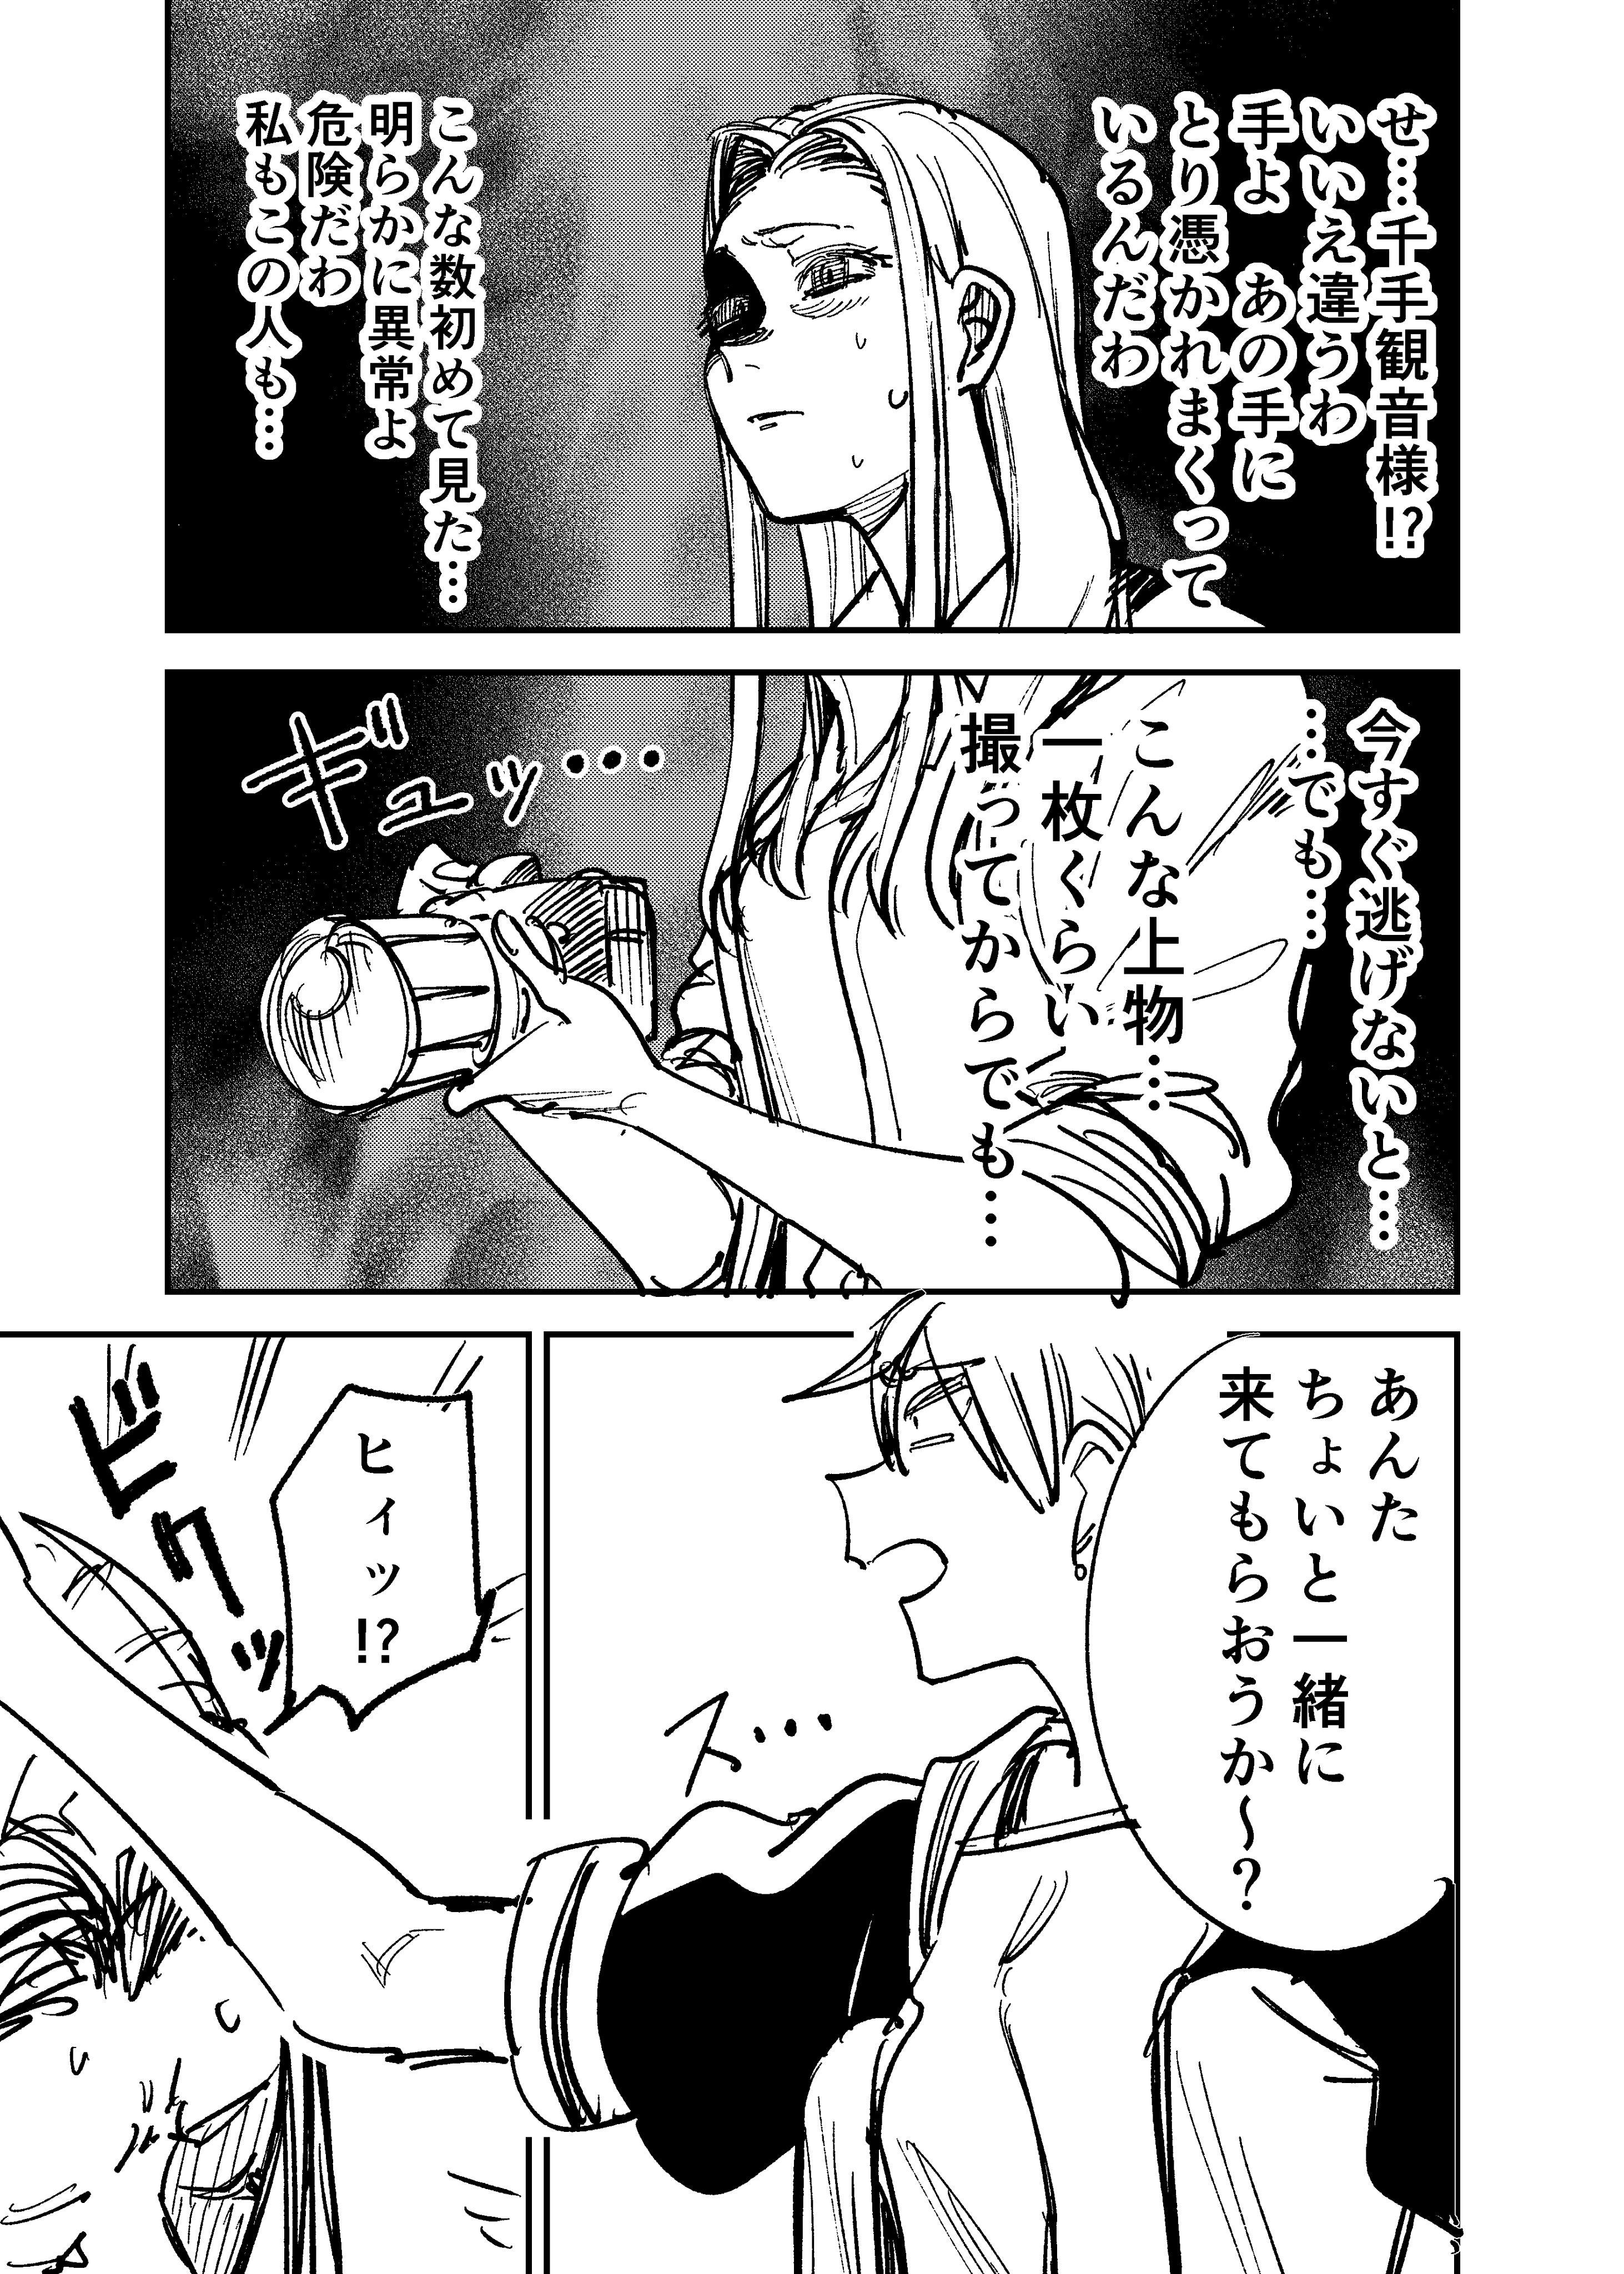 せ…千手観音様!?
いいえ違うわ
手よ　あの手に
とり憑かれまくって
いるんだわ
こんな数初めて見た…
明らかに異常よ
危険だわ
私もこの人も…
今すぐ逃げないと…
…でも…
こんな上物…
一枚くらい
撮ってからでも…
ギュッ…
あんた
ちょいと一緒に
来てもらおうか～?
ス…
ヒィッ!?
ビクッ